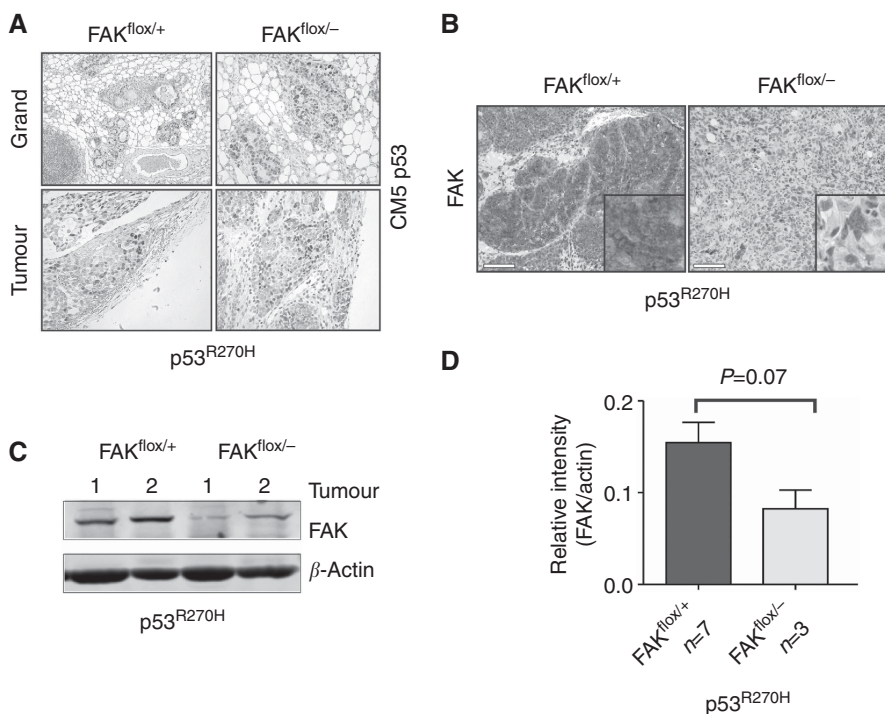 A
FAK^flox/+ FAK^flox/–
Grand
Tumour
CM5 p53
p53^R270H
B
FAK^flox/+ FAK^flox/–
FAK
p53^R270H
C
FAK^flox/+ FAK^flox/–
1 2 1 2 Tumour
FAK
β-Actin
p53^R270H
D
P=0.07
Relative intensity
(FAK/actin)
0.2
0.1
0.0
FAK^flox/+
n=7
FAK^flox/–
n=3
p53^R270H